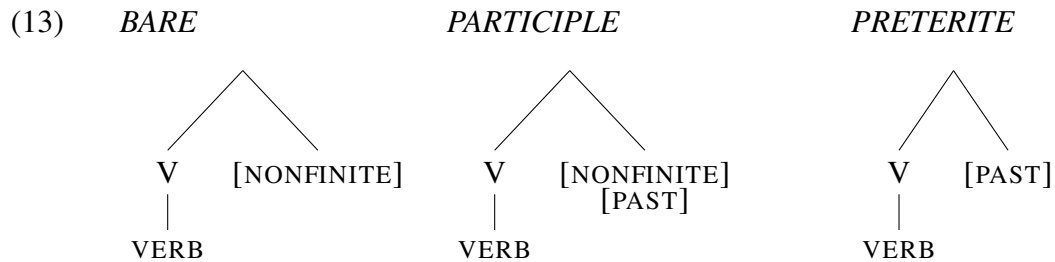 (13) BARE PARTICIPLE PRETERITE
V [NONFINITE] V [NONFINITE] V [PAST]
[PAST]
VERB VERB VERB